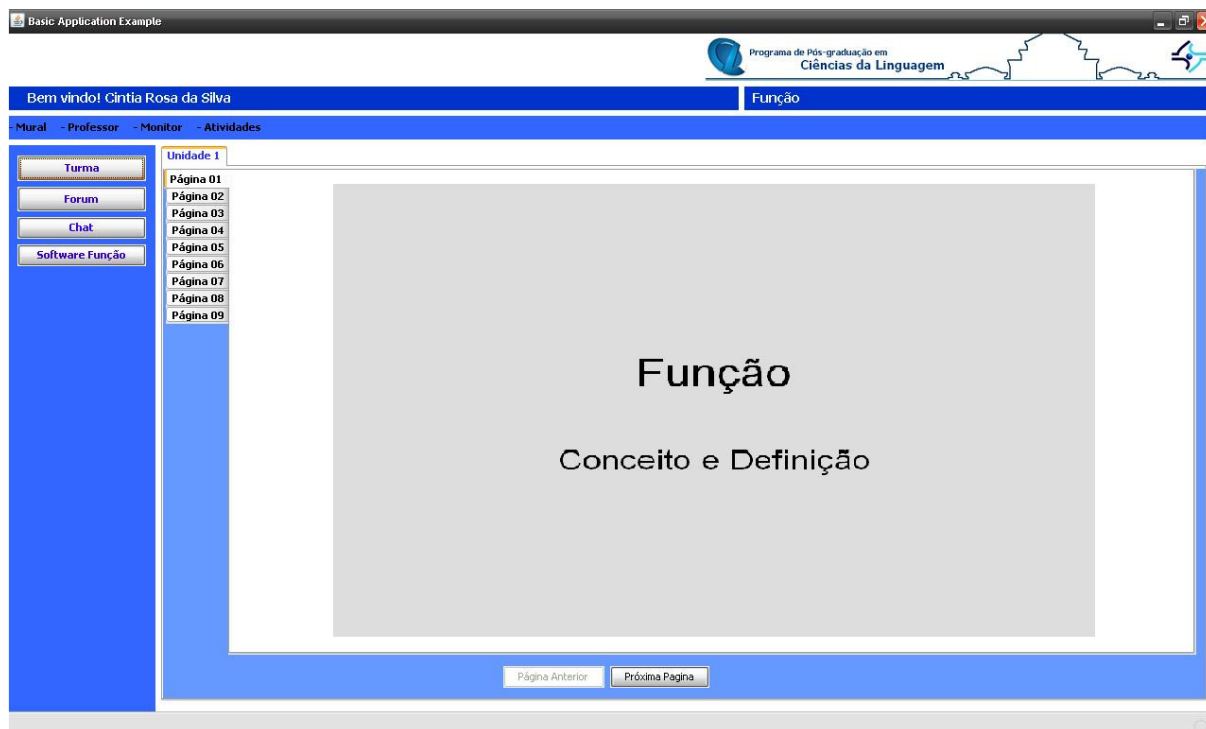 Basic Application Example
Programa de Pós-graduação em
Ciências da Linguagem
Bem vindo! Cintia Rosa da Silva
Função
- Mural - Professor - Monitor - Atividades
Turma
Forum
Chat
Software Função
Unidade 1
Página 01
Página 02
Página 03
Página 04
Página 05
Página 06
Página 07
Página 08
Página 09
Função
Conceito e Definição
Página Anterior Próxima Pagina